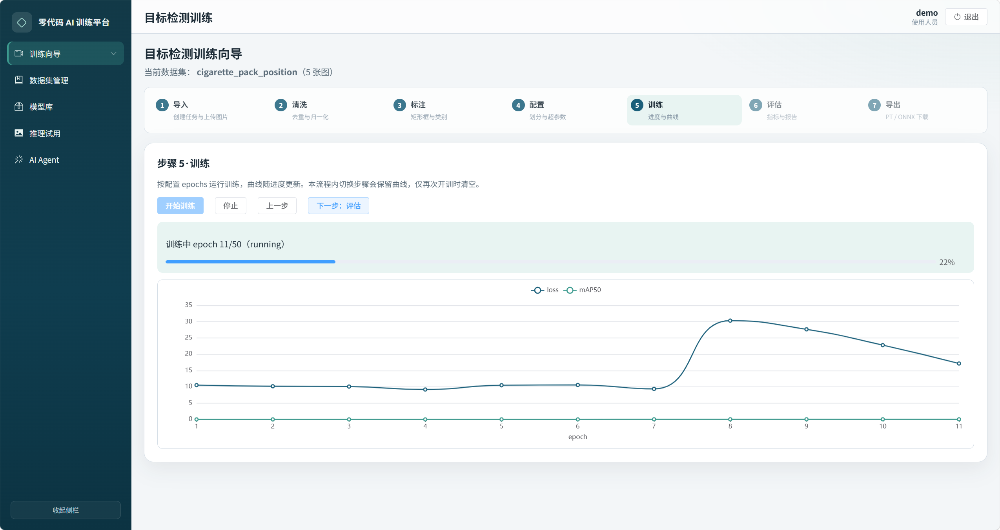 零代码 AI 训练平台
训练向导
数据集管理
模型库
推理试用
AI Agent
收起侧栏
目标检测训练
demo
使用人员
退出
目标检测训练向导
当前数据集： cigarette_pack_position（5 张图）
1 导入
创建任务与上传图片
2 清洗
去重与归一化
3 标注
矩形框与类别
4 配置
划分与超参数
5 训练
进度与曲线
6 评估
指标与报告
7 导出
PT / ONNX 下载
步骤 5 · 训练
按配置 epochs 运行训练，曲线随进度更新。本流程内切换步骤会保留曲线，仅再次开训时清空。
开始训练 停止 上一步 下一步：评估
训练中 epoch 11/50（running）
22%
loss mAP50
35
30
25
20
15
10
5
0
1 2 3 4 5 6 7 8 9 10 11
epoch